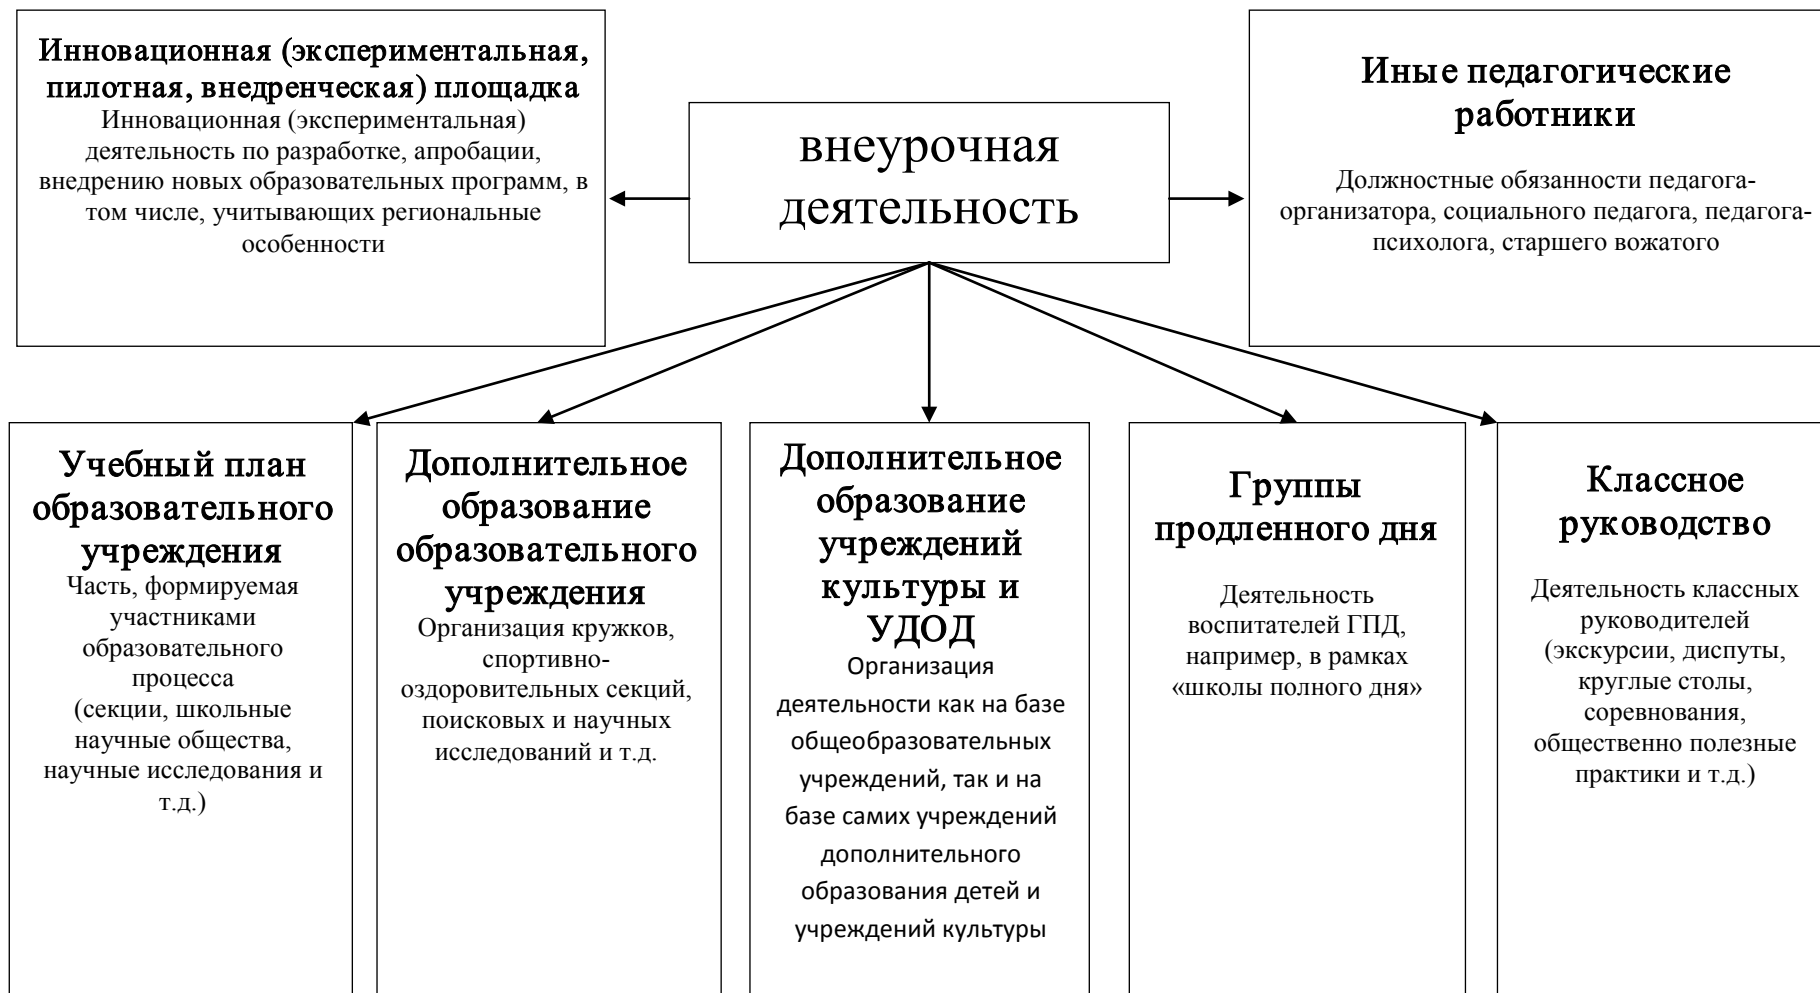 Инновационная (экспериментальная,
пилотная, внедренческая) площадка
Инновационная (экспериментальная)
деятельность по разработке, апробации,
внедрению новых образовательных программ, в
том числе, учитывающих региональные
особенности
внеурочная
деятельность
Иные педагогические
работники
Должностные обязанности педагога-
организатора, социального педагога, педагога-
психолога, старшего вожатого
Учебный план
образовательного
учреждения
Часть, формируемая
участниками
образовательного
процесса
(секции, школьные
научные общества,
научные исследования и
т.д.)
Дополнительное
образование
образовательного
учреждения
Организация кружков,
спортивно-
оздоровительных секций,
поисковых и научных
исследований и т.д.
Дополнительное
образование
учреждений
культуры и
УДОД
Организация
деятельности как на базе
общеобразовательных
учреждений, так и на
базе самих учреждений
дополнительного
образования детей и
учреждений культуры
Группы
продленного дня
Деятельность
воспитателей ГПД,
например, в рамках
«школы полного дня»
Классное
руководство
Деятельность классных
руководителей
(экскурсии, диспуты,
круглые столы,
соревнования,
общественно полезные
практики и т.д.)